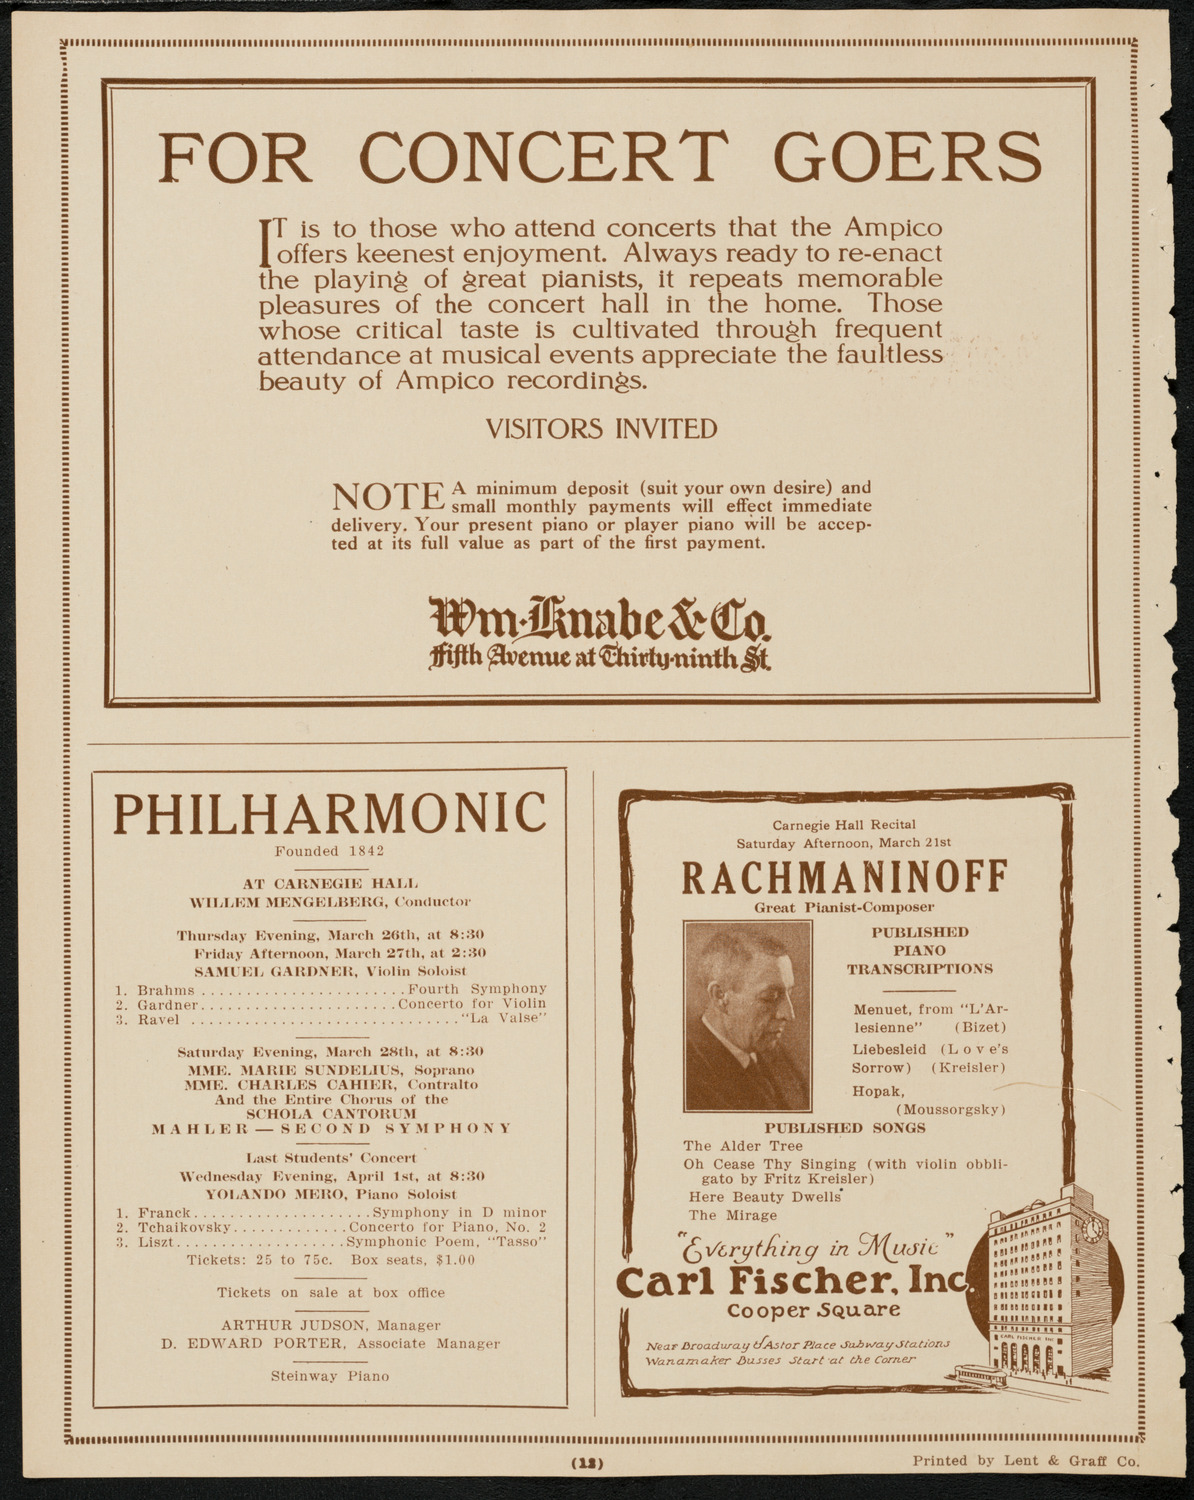 FOR CONCERT GOERS
IT is to those who attend concerts that the Ampico
offers keenest enjoyment. Always ready to re-enact
the playing of great pianists, it repeats memorable
pleasures of the concert hall in the home. Those
whose critical taste is cultivated through frequent
attendance at musical events appreciate the faultless
beauty of Ampico recordings.
VISITORS INVITED
NOTE A minimum deposit (suit your own desire) and
small monthly payments will effect immediate
delivery. Your present piano or player piano will be accep-
ted at its full value as part of the first payment.
Wm. Knabe & Co.
Fifth Avenue at Thirty-ninth St.
PHILHARMONIC
Founded 1842
AT CARNEGIE HALL
WILLEM MENGELBERG, Conductor
Thursday Evening, March 26th, at 8:30
Friday Afternoon, March 27th, at 2:30
SAMUEL GARDNER, Violin Soloist
1. Brahms ......................Fourth Symphony
2. Gardner.....................Concerto for Violin
3. Ravel ............................."La Valse"
Saturday Evening, March 28th, at 8:30
MME. MARIE SUNDELIUS, Soprano
MME. CHARLES CAHIER, Contralto
And the Entire Chorus of the
SCHOLA CANTORUM
MAHLER — SECOND SYMPHONY
Last Students' Concert
Wednesday Evening, April 1st, at 8:30
YOLANDO MERO, Piano Soloist
1. Franck...................Symphony in D minor
2. Tchaikovsky............Concerto for Piano, No. 2
3. Liszt..................Symphonic Poem, "Tasso"
Tickets: 25 to 75c. Box seats, $1.00
Tickets on sale at box office
ARTHUR JUDSON, Manager
D. EDWARD PORTER, Associate Manager
Steinway Piano
Carnegie Hall Recital
Saturday Afternoon, March 21st
RACHMANINOFF
Great Pianist-Composer
PUBLISHED
PIANO
TRANSCRIPTIONS
Menuet, from "L'Ar-
lesienne" (Bizet)
Liebesleid (Love's
Sorrow) (Kreisler)
Hopak,
(Moussorgsky)
PUBLISHED SONGS
The Alder Tree
Oh Cease Thy Singing (with violin obbli-
gato by Fritz Kreisler)
Here Beauty Dwells
The Mirage
"Everything in Music"
Carl Fischer, Inc.
Cooper Square
CARL FISCHER Inc
Near Broadway & Astor Place Subway Stations
Wanamaker Busses Start at the Corner
(12)
Printed by Lent & Graff Co.